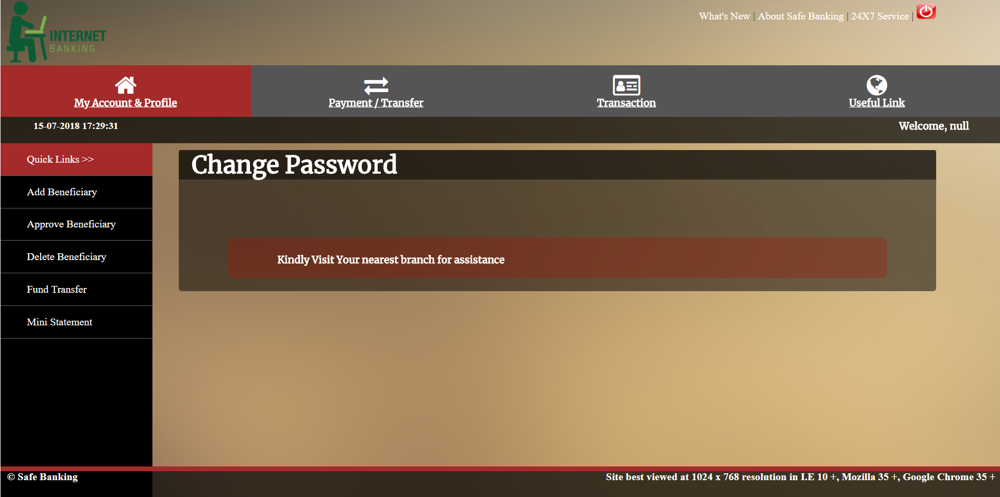 INTERNET
BANKING
What's New | About Safe Banking | 24X7 Service |
My Account & Profile
Payment / Transfer
Transaction
Useful Link
15-07-2018 17:29:31
Welcome, null
Quick Links >>
Add Beneficiary
Approve Beneficiary
Delete Beneficiary
Fund Transfer
Mini Statement
Change Password
Kindly Visit Your nearest branch for assistance
© Safe Banking
Site best viewed at 1024 x 768 resolution in I.E 10 +, Mozilla 35 +, Google Chrome 35 +